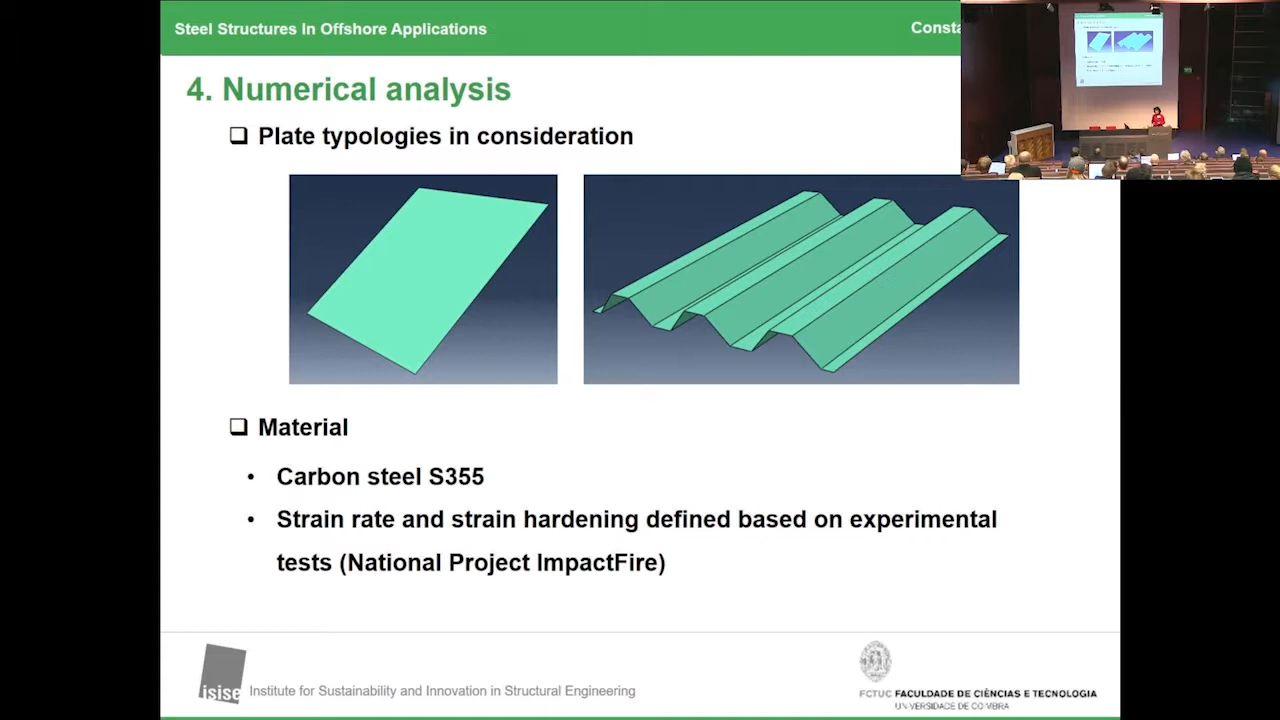 Steel Structures In Offshore Applications
4. Numerical analysis
❑ Plate typologies in consideration
❑ Material
• Carbon steel S355
• Strain rate and strain hardening defined based on experimental
tests (National Project ImpactFire)
isise Institute for Sustainability and Innovation in Structural Engineering
FCTUC FACULDADE DE CIÊNCIAS E TECNOLOGIA
UNIVERSIDADE DE COIMBRA